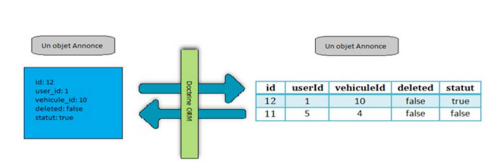 Un objet Annonce
id: 12
user_id: 1
vehicule_id: 10
deleted: false
statut: true
Doctrine ORM
Un objet Annonce
id userId vehiculeId deleted statut
12 1 10 false true
11 5 4 false false